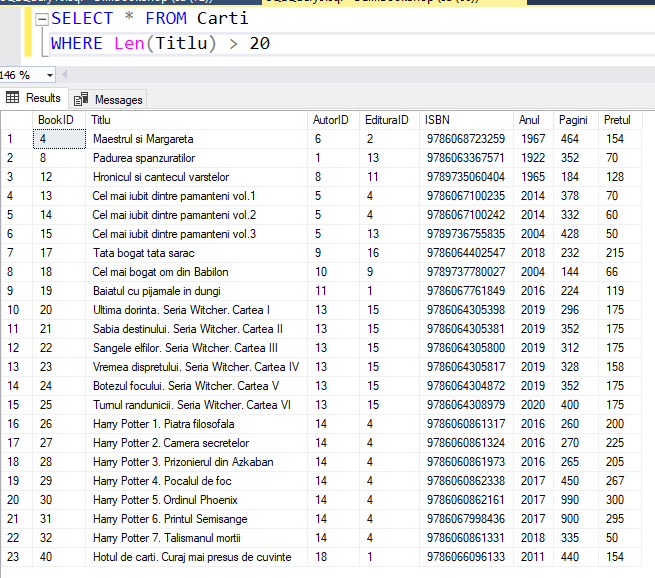 SELECT * FROM Carti
WHERE Len(Titlu) > 20
146 %
Results Messages
BookID Titlu AutorID EdituraID ISBN Anul Pagini Pretul
1 4 Maestrul si Margareta 6 2 9786068723259 1967 464 154
2 8 Padurea spanzuratilor 1 13 9786063367571 1922 352 70
3 12 Hronicul si cantecul varstelor 8 11 9789735060404 1965 184 128
4 13 Cel mai iubit dintre pamanteni vol.1 5 4 9786067100235 2014 378 70
5 14 Cel mai iubit dintre pamanteni vol.2 5 4 9786067100242 2014 332 60
6 15 Cel mai iubit dintre pamanteni vol.3 5 13 9789736755835 2004 428 50
7 17 Tata bogat tata sarac 9 16 9786064402547 2018 232 215
8 18 Cel mai bogat om din Babilon 10 9 9789737780027 2004 144 66
9 19 Baiatul cu pijamale in dungi 11 1 9786067761849 2016 224 119
10 20 Ultima dorinta. Seria Witcher. Cartea I 13 15 9786064305398 2019 296 175
11 21 Sabia destinului. Seria Witcher. Cartea II 13 15 9786064305381 2019 352 175
12 22 Sangele elfilor. Seria Witcher. Cartea III 13 15 9786064305800 2019 312 175
13 23 Vremea dispretului. Seria Witcher. Cartea IV 13 15 9786064305817 2019 328 158
14 24 Botezul focului. Seria Witcher. Cartea V 13 15 9786064304872 2019 352 175
15 25 Turnul randunicii. Seria Witcher. Cartea VI 13 15 9786064308979 2020 400 175
16 26 Harry Potter 1. Piatra filosofala 14 4 9786060861317 2016 260 200
17 27 Harry Potter 2. Camera secretelor 14 4 9786060861324 2016 270 225
18 28 Harry Potter 3. Prizonierul din Azkaban 14 4 9786060861973 2016 265 205
19 29 Harry Potter 4. Pocalul de foc 14 4 9786060862338 2017 450 267
20 30 Harry Potter 5. Ordinul Phoenix 14 4 9786060862161 2017 990 300
21 31 Harry Potter 6. Printul Semisange 14 4 9786067998436 2017 900 295
22 32 Harry Potter 7. Talismanul mortii 14 4 9786060861331 2018 335 50
23 40 Hotul de carti. Curaj mai presus de cuvinte 18 1 9786066096133 2011 440 154